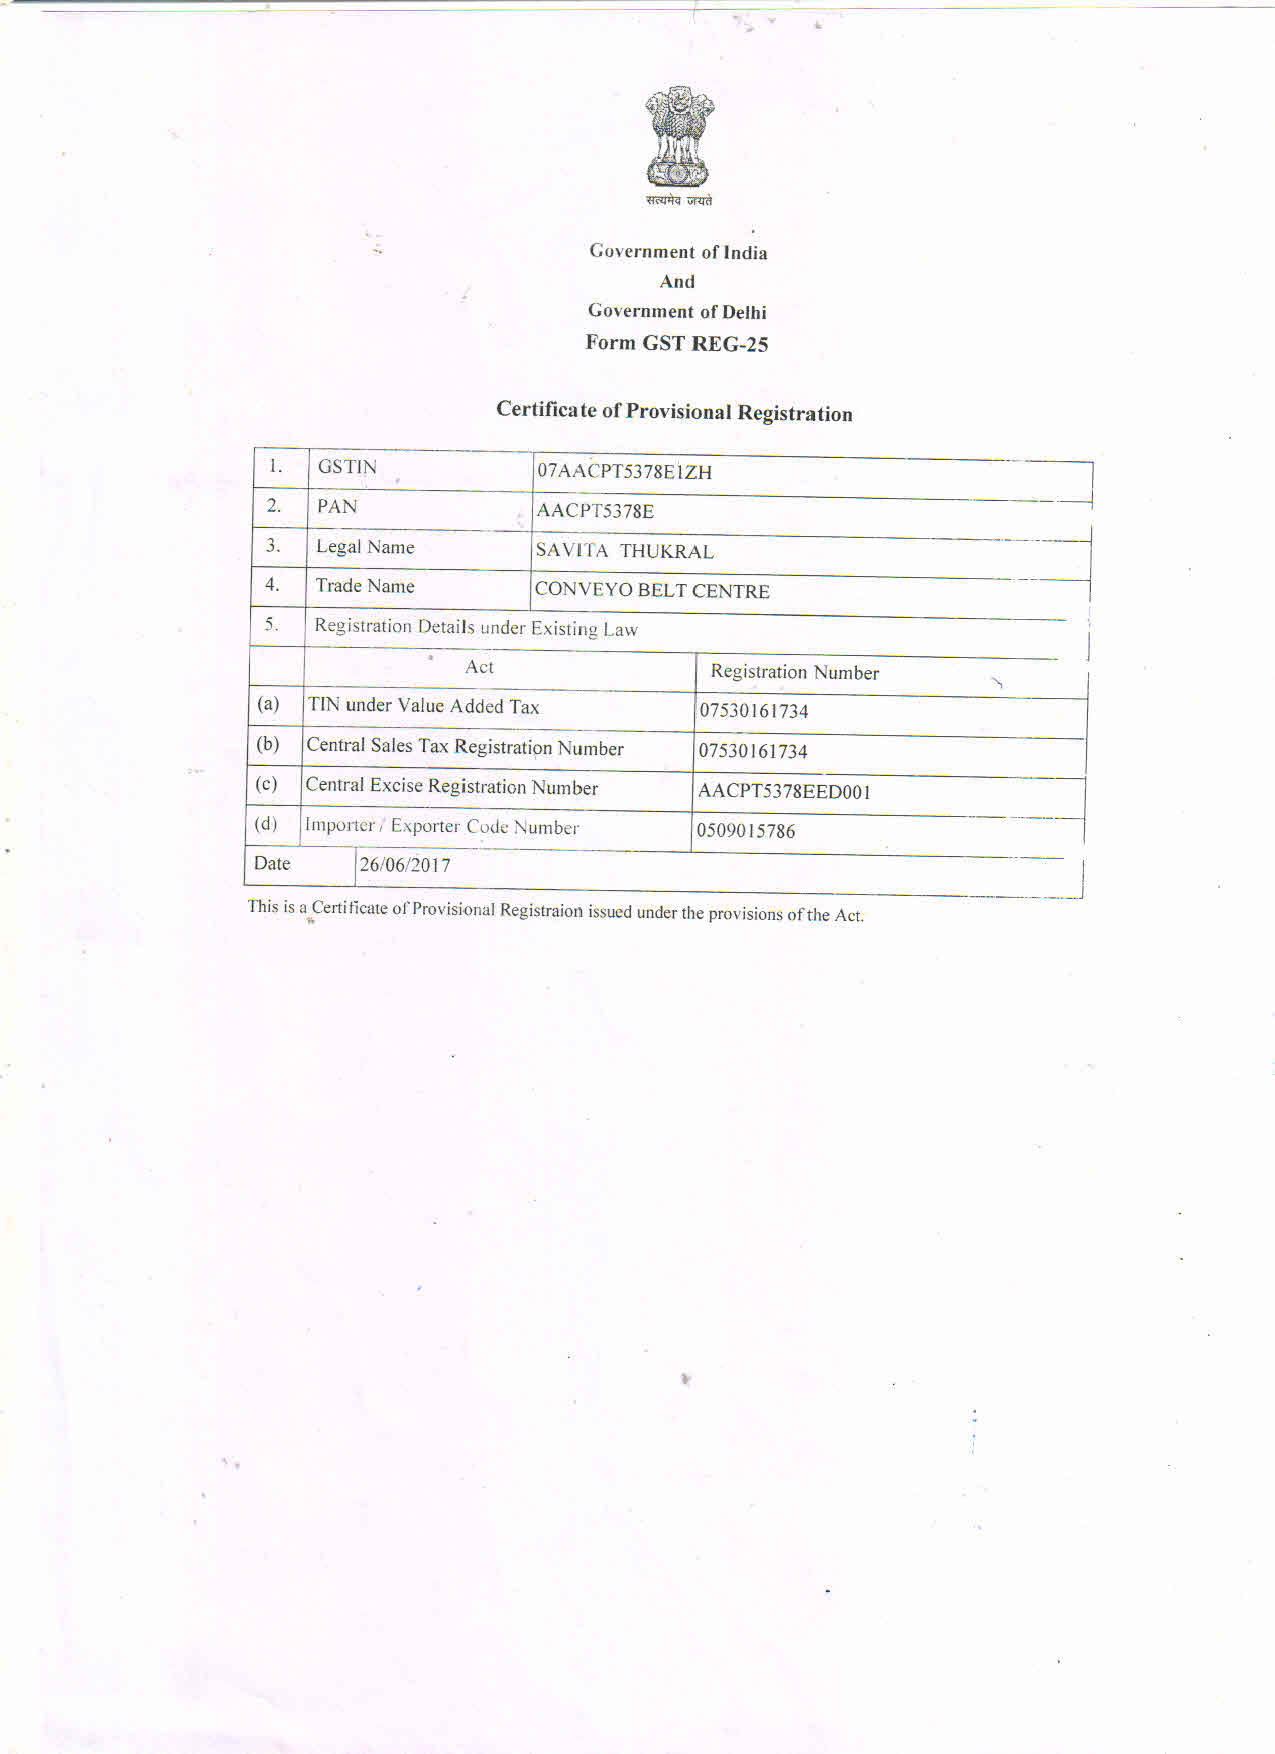 सत्यमेव जयते
Government of India
And
Government of Delhi
Form GST REG-25
Certificate of Provisional Registration
1. GSTIN 07AACPT5378E1ZH
2. PAN AACPT5378E
3. Legal Name SAVITA THUKRAL
4. Trade Name CONVEYO BELT CENTRE
5. Registration Details under Existing Law
Act Registration Number
(a) TIN under Value Added Tax 07530161734
(b) Central Sales Tax Registration Number 07530161734
(c) Central Excise Registration Number AACPT5378EED001
(d) Importer / Exporter Code Number 0509015786
Date 26/06/2017
This is a Certificate of Provisional Registraion issued under the provisions of the Act.